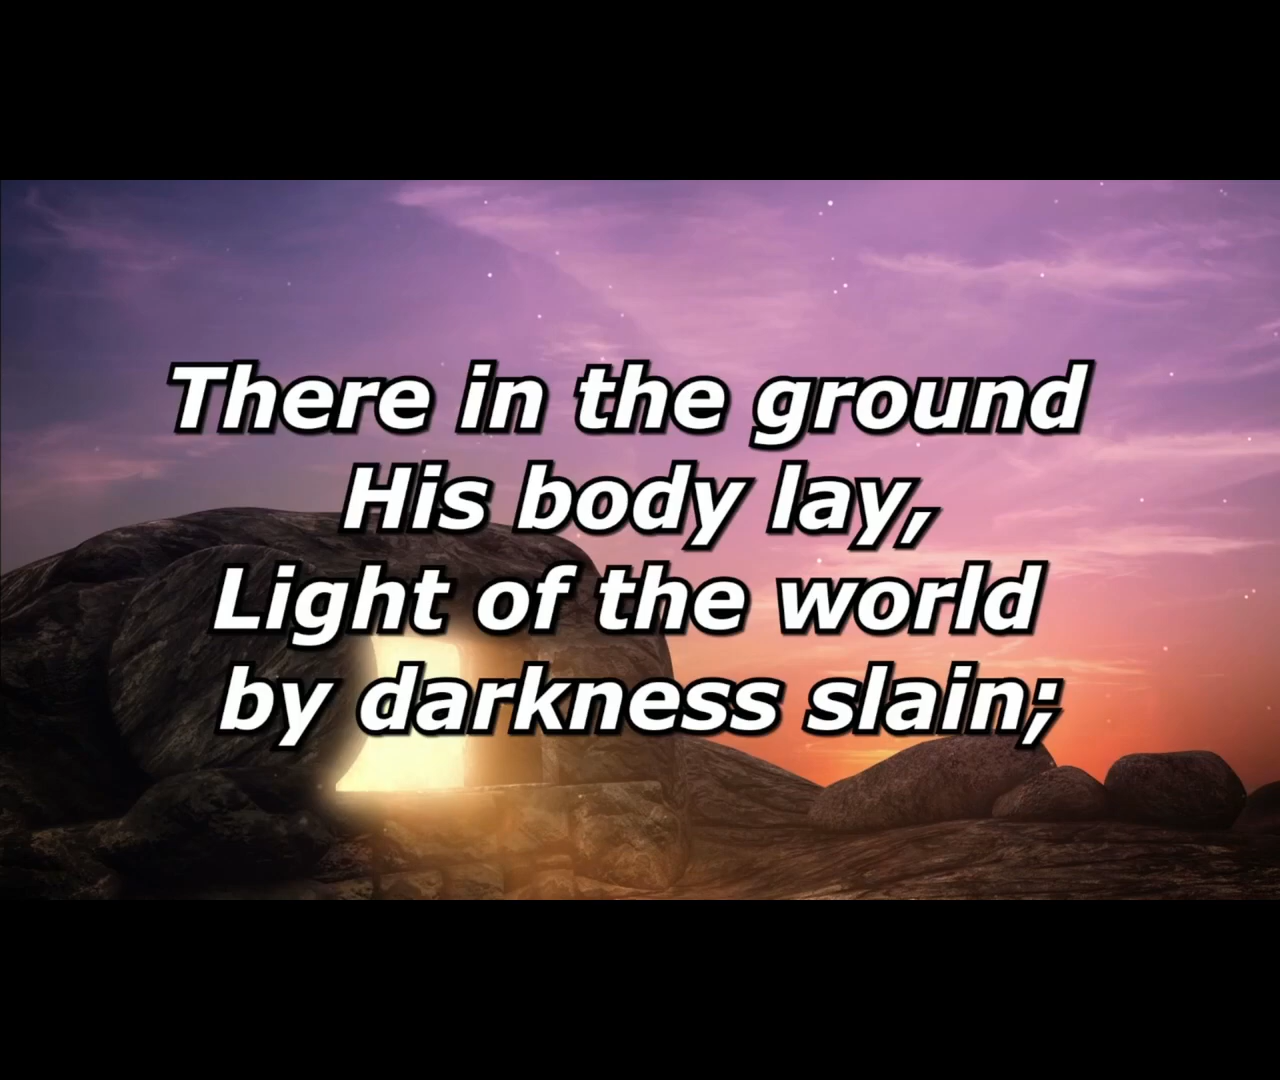 There in the ground
His body lay,
Light of the world
by darkness slain;